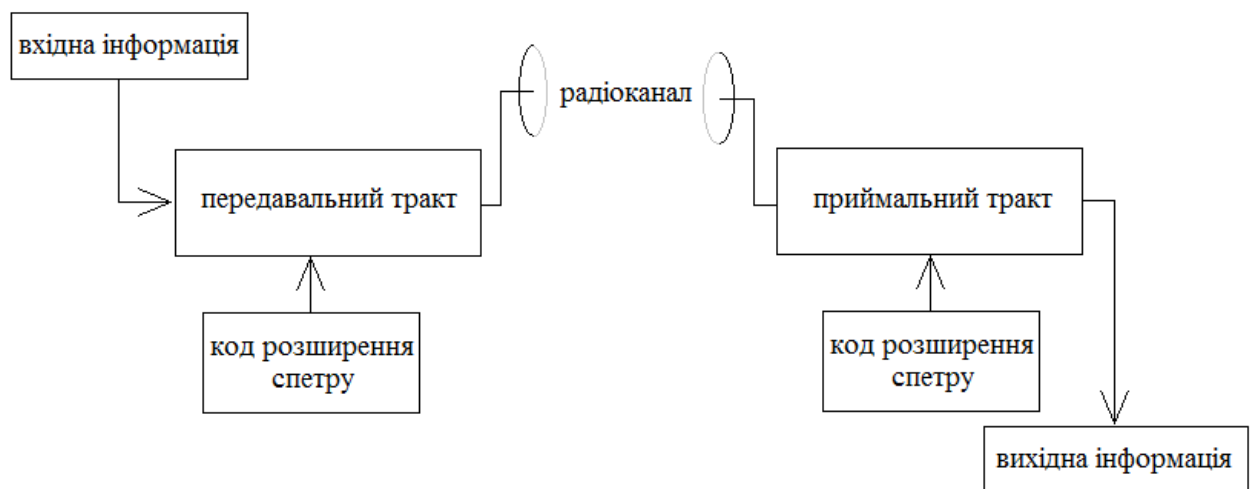 вхідна інформація
радіоканал
передавальний тракт
приймальний тракт
код розширення
спетру
код розширення
спетру
вихідна інформація